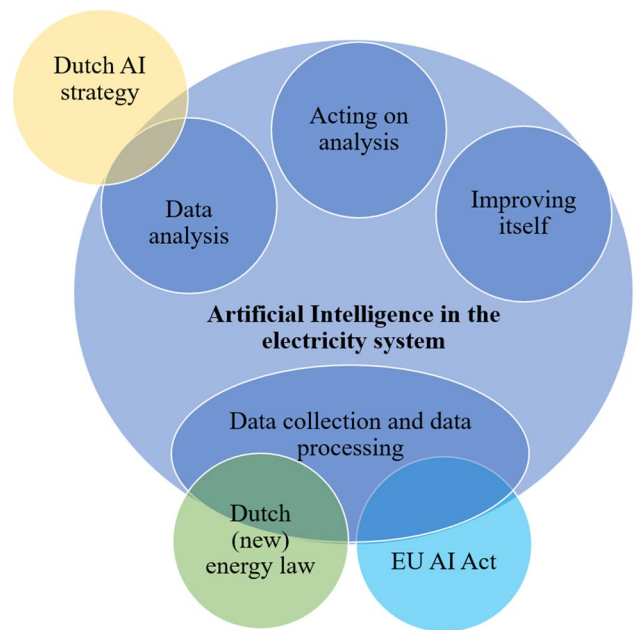 Dutch AI
strategy
Acting on
analysis
Data
analysis
Improving
itself
Artificial Intelligence in the
electricity system
Data collection and data
processing
Dutch
(new)
energy law
EU AI Act